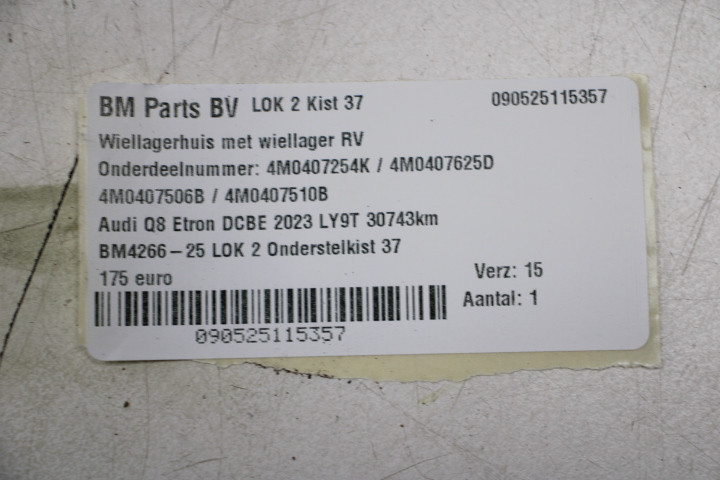 BM Parts BV LOK 2 Kist 37 090525115357
Wiellagerhuis met wiellager RV
Onderdeelnummer: 4M0407254K / 4M0407625D
4M0407506B / 4M0407510B
Audi Q8 Etron DCBE 2023 LY9T 30743km
BM4266-25 LOK 2 Onderstelkist 37
175 euro Verz: 15
Aantal: 1
090525115357